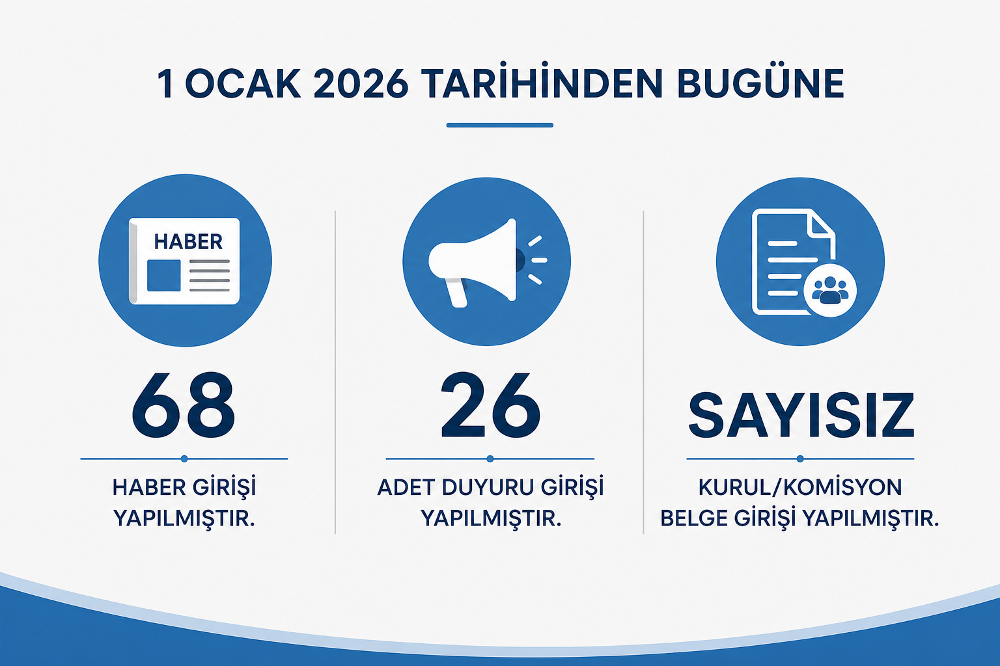 1 OCAK 2026 TARİHİNDEN BUGÜNE
HABER
68
HABER GİRİŞİ
YAPILMIŞTIR.
26
ADET DUYURU GİRİŞİ
YAPILMIŞTIR.
SAYISIZ
KURUL/KOMİSYON
BELGE GİRİŞİ YAPILMIŞTIR.